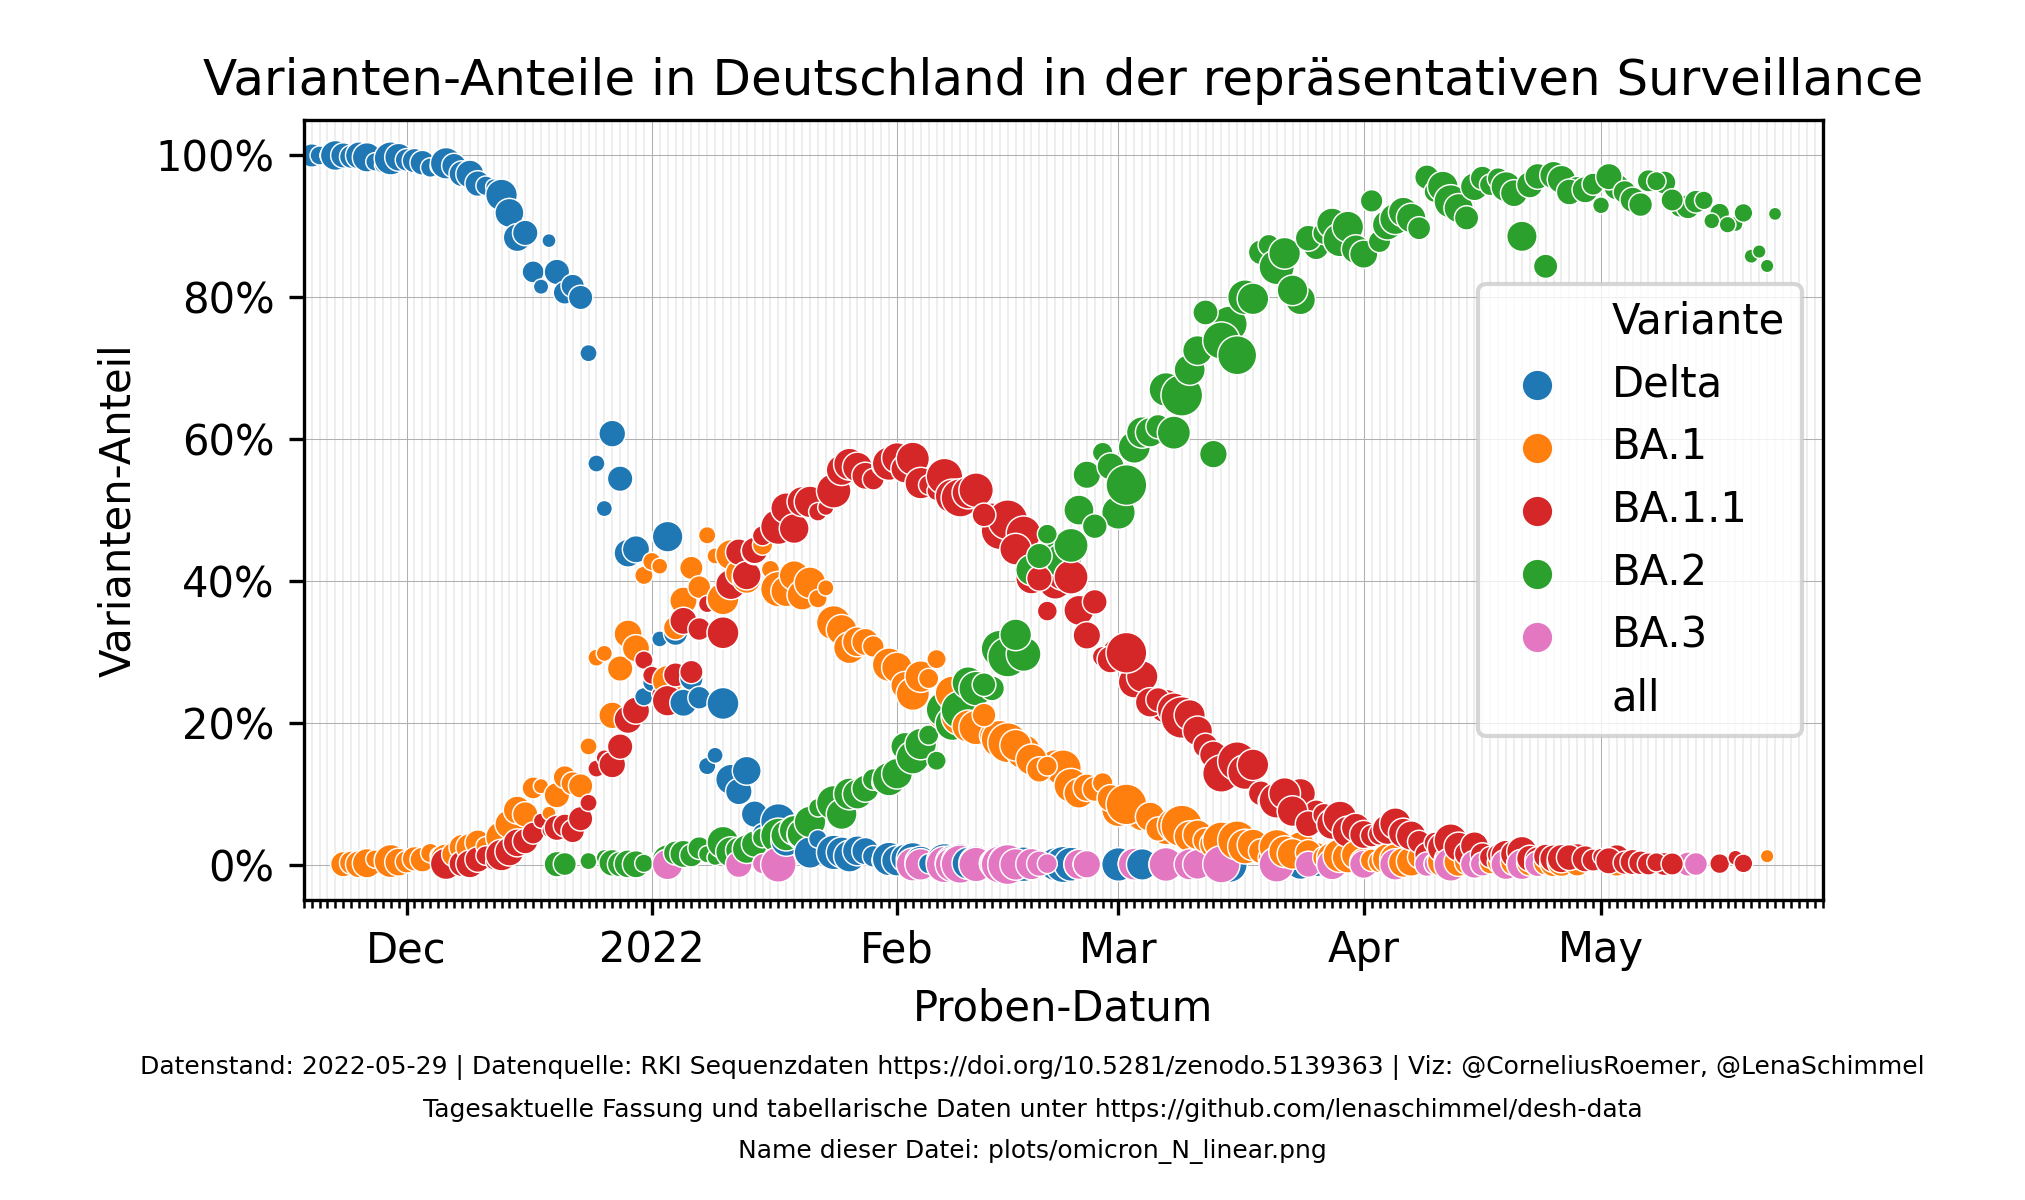 Varianten-Anteile in Deutschland in der repräsentativen Surveillance
100%
80%
60%
40%
20%
0%
Varianten-Anteil
Variante
Delta
BA.1
BA.1.1
BA.2
BA.3
all
Dec 2022 Feb Mar Apr May
Proben-Datum
Datenstand: 2022-05-29 | Datenquelle: RKI Sequenzdaten https://doi.org/10.5281/zenodo.5139363 | Viz: @CorneliusRoemer, @LenaSchimmel
Tagesaktuelle Fassung und tabellarische Daten unter https://github.com/lenaschimmel/desh-data
Name dieser Datei: plots/omicron_N_linear.png